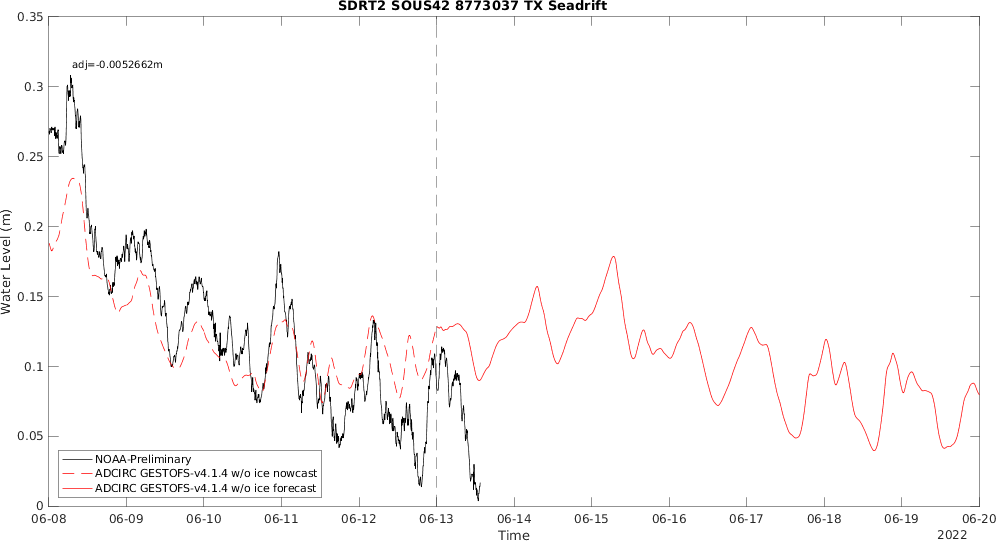 SDRT2 SOUS42 8773037 TX Seadrift
adj=-0.0052662m
0.35
0.3
0.25
0.2
0.15
0.1
0.05
0
Water Level (m)
NOAA-Preliminary
ADCIRC GESTOFS-v4.1.4 w/o ice nowcast
ADCIRC GESTOFS-v4.1.4 w/o ice forecast
06-08 06-09 06-10 06-11 06-12 06-13 06-14 06-15 06-16 06-17 06-18 06-19 06-20
Time
2022